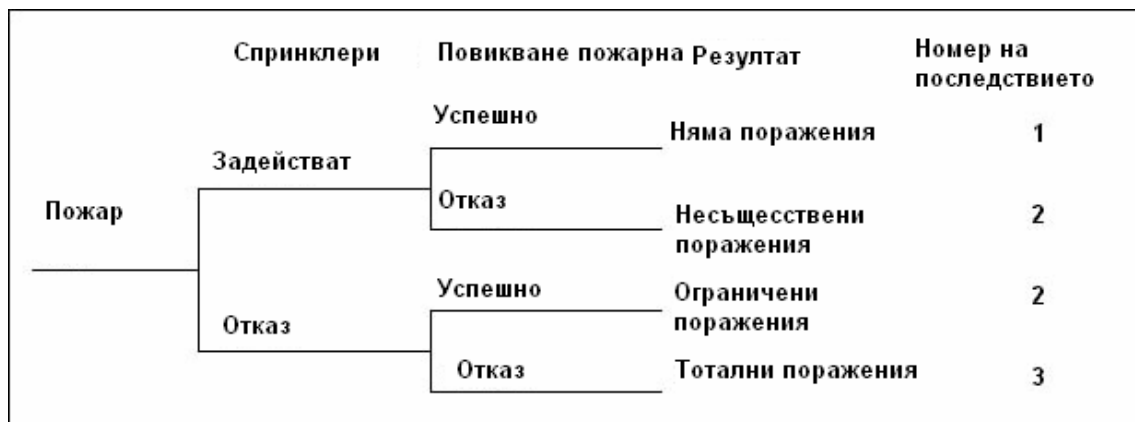 Спринклери Повикване пожарна Резултат Номер на последствието
Успешно
Няма поражения 1
Задействат
Отказ
Пожар
Несъщесствени поражения 2
Успешно
Ограничени поражения 2
Отказ
Отказ
Тотални поражения 3